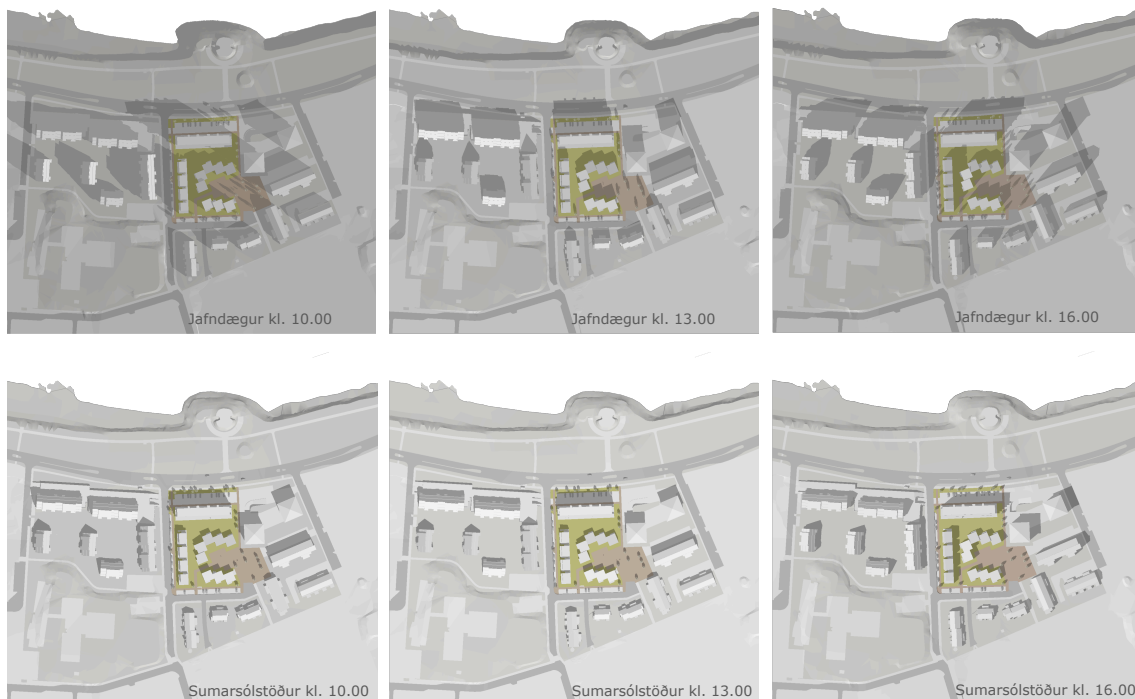 Jafndægur kl. 10.00
Jafndægur kl. 13.00
Jafndægur kl. 16.00
Sumarsólstöður kl. 10.00
Sumarsólstöður kl. 13.00
Sumarsólstöður kl. 16.00